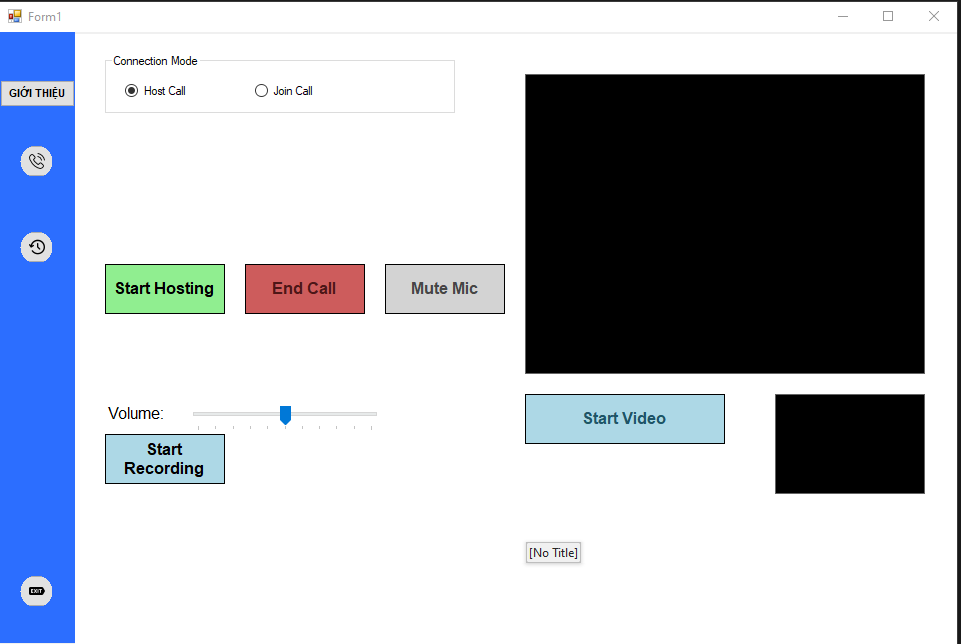 Form1
GIỚI THIỆU
Connection Mode
Host Call
Join Call
Start Hosting
End Call
Mute Mic
Volume:
Start
Recording
Start Video
[No Title]
EXIT